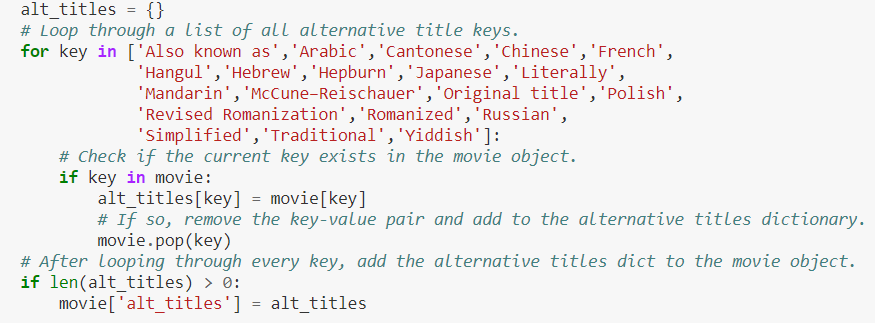 alt_titles = {}
# Loop through a list of all alternative title keys.
for key in ['Also known as','Arabic','Cantonese','Chinese','French',
            'Hangul','Hebrew','Hepburn','Japanese','Literally',
            'Mandarin','McCune–Reischauer','Original title','Polish',
            'Revised Romanization','Romanized','Russian',
            'Simplified','Traditional','Yiddish']:
    # Check if the current key exists in the movie object.
    if key in movie:
        alt_titles[key] = movie[key]
        # If so, remove the key-value pair and add to the alternative titles dictionary.
        movie.pop(key)
# After looping through every key, add the alternative titles dict to the movie object.
if len(alt_titles) > 0:
    movie['alt_titles'] = alt_titles